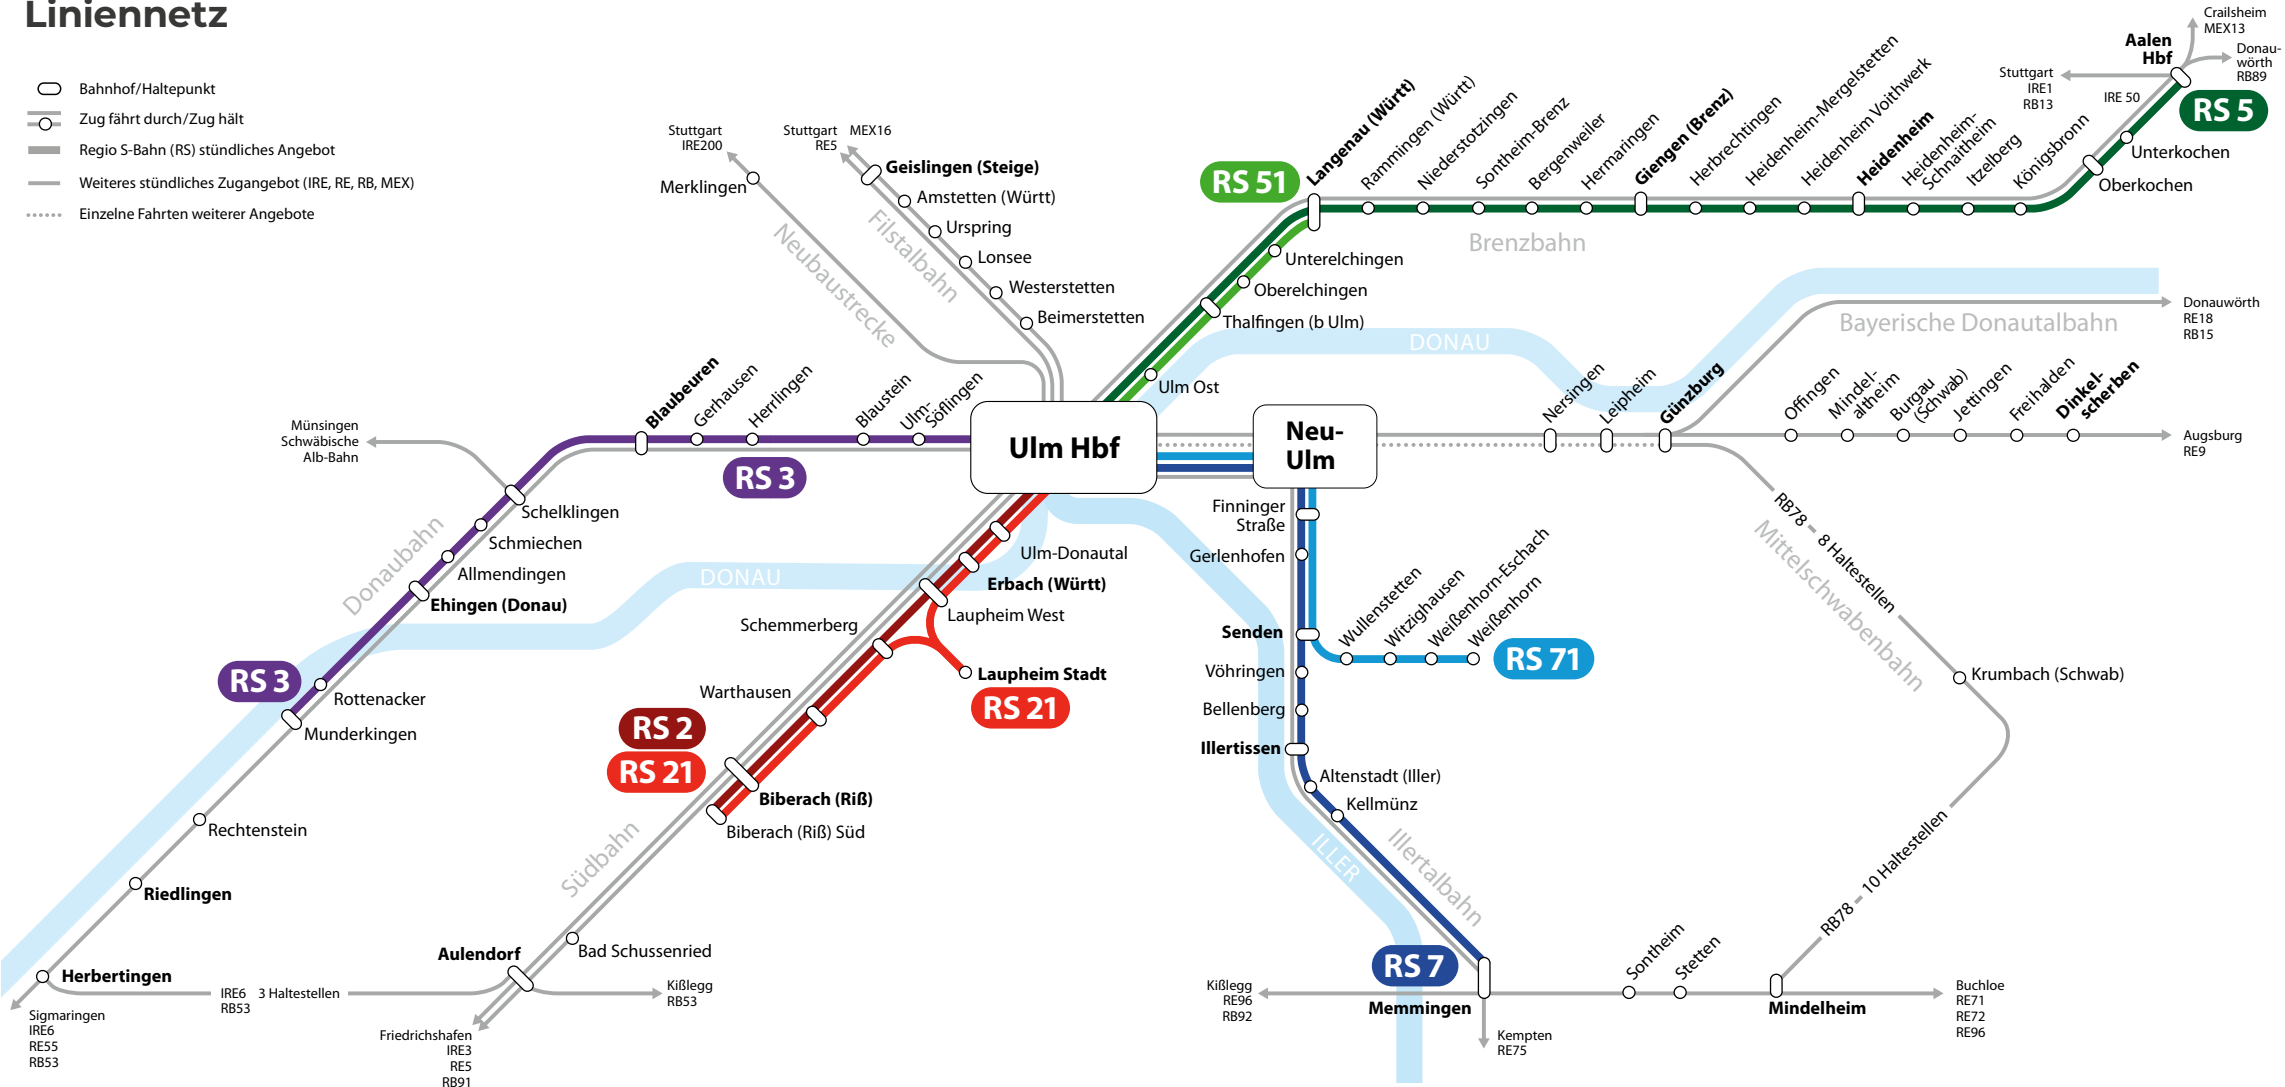 Liniennetz
Bahnhof/Haltepunkt
Zug fährt durch/Zug hält
Regio S-Bahn (RS) stündliches Angebot
Weiteres stündliches Zugangebot (IRE, RE, RB, MEX)
Einzelne Fahrten weiterer Angebote
Stuttgart
IRE200
Merklingen
Neubaustrecke
Stuttgart
RE5
MEX16
Geislingen (Steige)
Amstetten (Württ)
Urspring
Lonsee
Westerstetten
Beimerstetten
Filstalbahn
RS 51
Langenau (Württ)
Rammingen (Württ)
Niederstotzingen
Sontheim-Brenz
Bergenweiler
Hermaringen
Giengen (Brenz)
Herbrechtingen
Heidenheim-Mergelstetten
Heidenheim Voithwerk
Heidenheim
Heidenheim-
Schnaitheim
Itzelberg
Königsbronn
Oberkochen
Unterkochen
Aalen
Hbf
RS 5
Crailsheim
MEX13
Donau-
wörth
RB89
Stuttgart
IRE1
RB13
IRE 50
Brenzbahn
Unterelchingen
Oberelchingen
Thalfingen (b Ulm)
Ulm Ost
DONAU
Ulm Hbf
Neu-
Ulm
Nersingen
Leipheim
Günzburg
Bayerische Donautalbahn
Donauwörth
RE18
RB15
Offingen
Mindel-
altheim
Burgau
(Schwab)
Jettingen
Freihalden
Dinkel-
scherben
Augsburg
RE9
RB78 – 8 Haltestellen
Mittelschwabenbahn
Krumbach (Schwab)
RB78 – 10 Haltestellen
Münsingen
Schwäbische
Alb-Bahn
Blaubeuren
Gerhausen
Herrlingen
Blaustein
Ulm-
Söflingen
RS 3
Schelklingen
Schmiechen
Allmendingen
Ehingen (Donau)
Donaubahn
RS 3
Rottenacker
Munderkingen
Rechtenstein
Riedlingen
Herbertingen
Sigmaringen
IRE6
RE55
RB53
IRE6
RB53
3 Haltestellen
DONAU
Ulm-Donautal
Erbach (Württ)
Laupheim West
Schemmerberg
Laupheim Stadt
RS 21
Warthausen
RS 2
RS 21
Biberach (Riß)
Biberach (Riß) Süd
Südbahn
Aulendorf
Bad Schussenried
Kißlegg
RB53
Friedrichshafen
IRE3
RE5
RB91
Finninger
Straße
Gerlenhofen
Senden
Wullenstetten
Witzighausen
Weißenhorn-Eschach
Weißenhorn
RS 71
Vöhringen
Bellenberg
Illertissen
Altenstadt (Iller)
Kellmünz
ILLER
Illertalbahn
RS 7
Memmingen
Kißlegg
RE96
RB92
Kempten
RE75
Sontheim
Stetten
Mindelheim
Buchloe
RE71
RE72
RE96